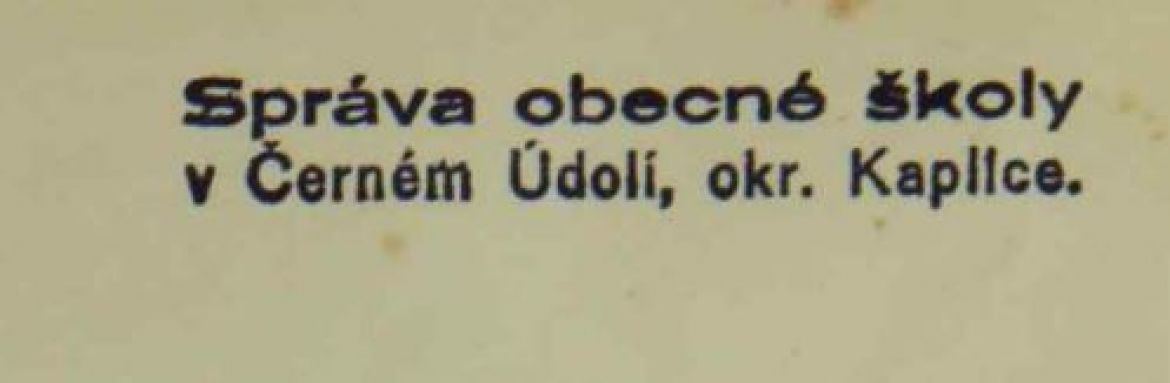 Správa obecné školy
v Černém Údolí, okr. Kaplice.